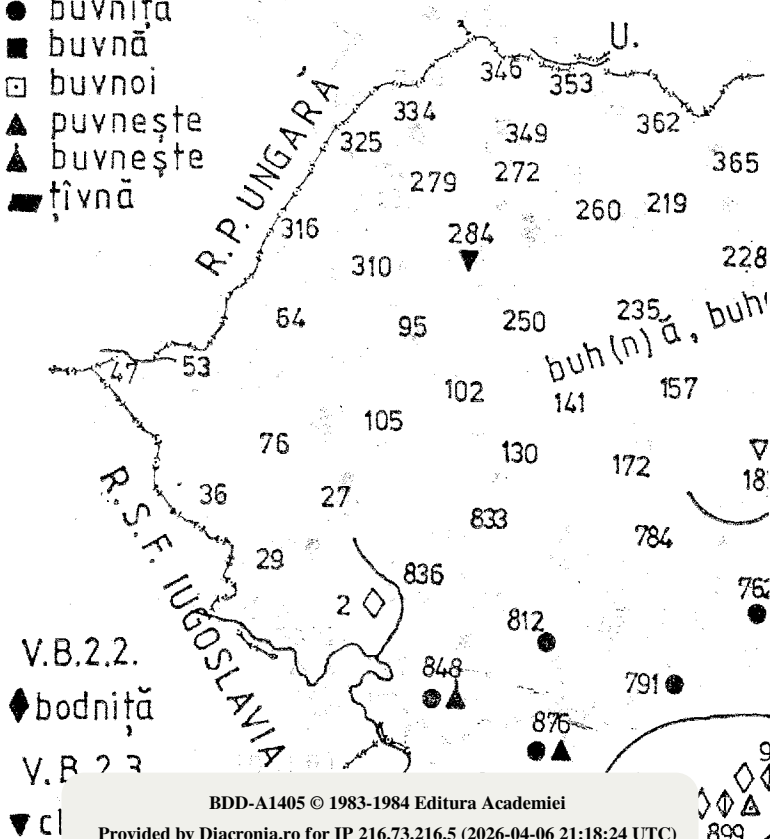 buvniță
buvnă
buvnoi
puvnește
buvnește
țîvnă
U.
R.P. UNGARĂ
346
353
334
362
325
349
365
279
272
260
219
316
284
228
310
64
95
250
235
buh(n)ă, buh
47
53
102
141
157
105
76
130
172
36
27
833
784
R.S.F. IUGOSLAVIA
29
836
2
812
V.B.2.2.
848
791
bodniță
876
V.B.2.3
899
BDD-A1405 © 1983-1984 Editura Academiei
Provided by Diacronia.ro for IP 216.73.216.5 (2026-04-06 21:18:24 UTC)